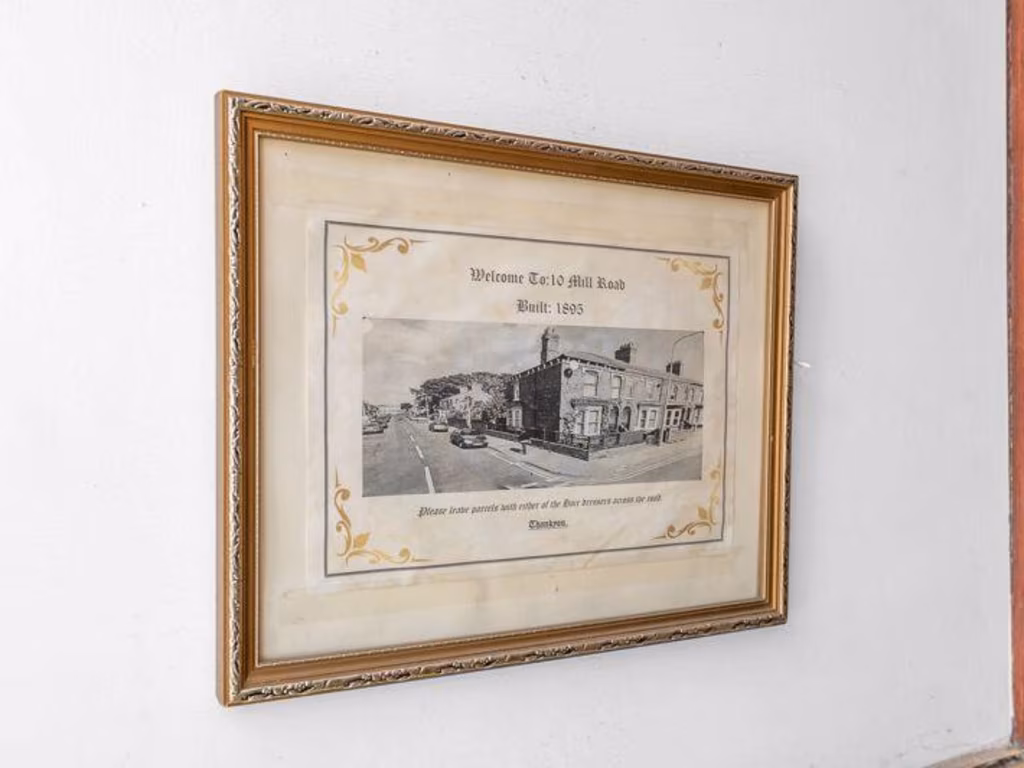 Welcome To:10 Mill Road
Built: 1895
Please leave parcels with either of the Hair dressers across the road.
Thankyou.